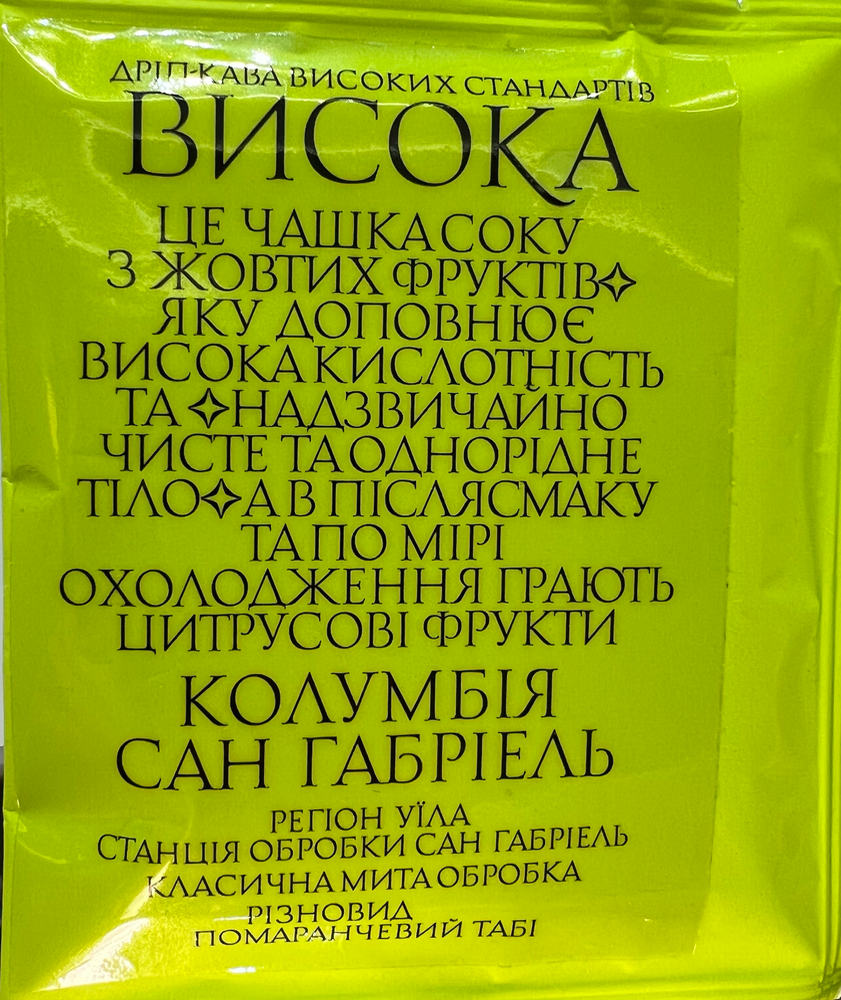 ДРІП-КАВА ВИСОКИХ СТАНДАРТІВ
ВИСОКА
ЦЕ ЧАШКА СОКУ
З ЖОВТИХ ФРУКТІВ✧
ЯКУ ДОПОВНЮЄ
ВИСОКА КИСЛОТНІСТЬ
ТА ✧НАДЗВИЧАЙНО
ЧИСТЕ ТА ОДНОРІДНЕ
ТІЛО✧А В ПІСЛЯСМАКУ
ТА ПО МІРІ
ОХОЛОДЖЕННЯ ГРАЮТЬ
ЦИТРУСОВІ ФРУКТИ
КОЛУМБІЯ
САН ГАБРІЕЛЬ
РЕГІОН УЇЛА
СТАНЦІЯ ОБРОБКИ САН ГАБРІЕЛЬ
КЛАСИЧНА МИТА ОБРОБКА
РІЗНОВИД
ПОМАРАНЧЕВИЙ ТАБІ